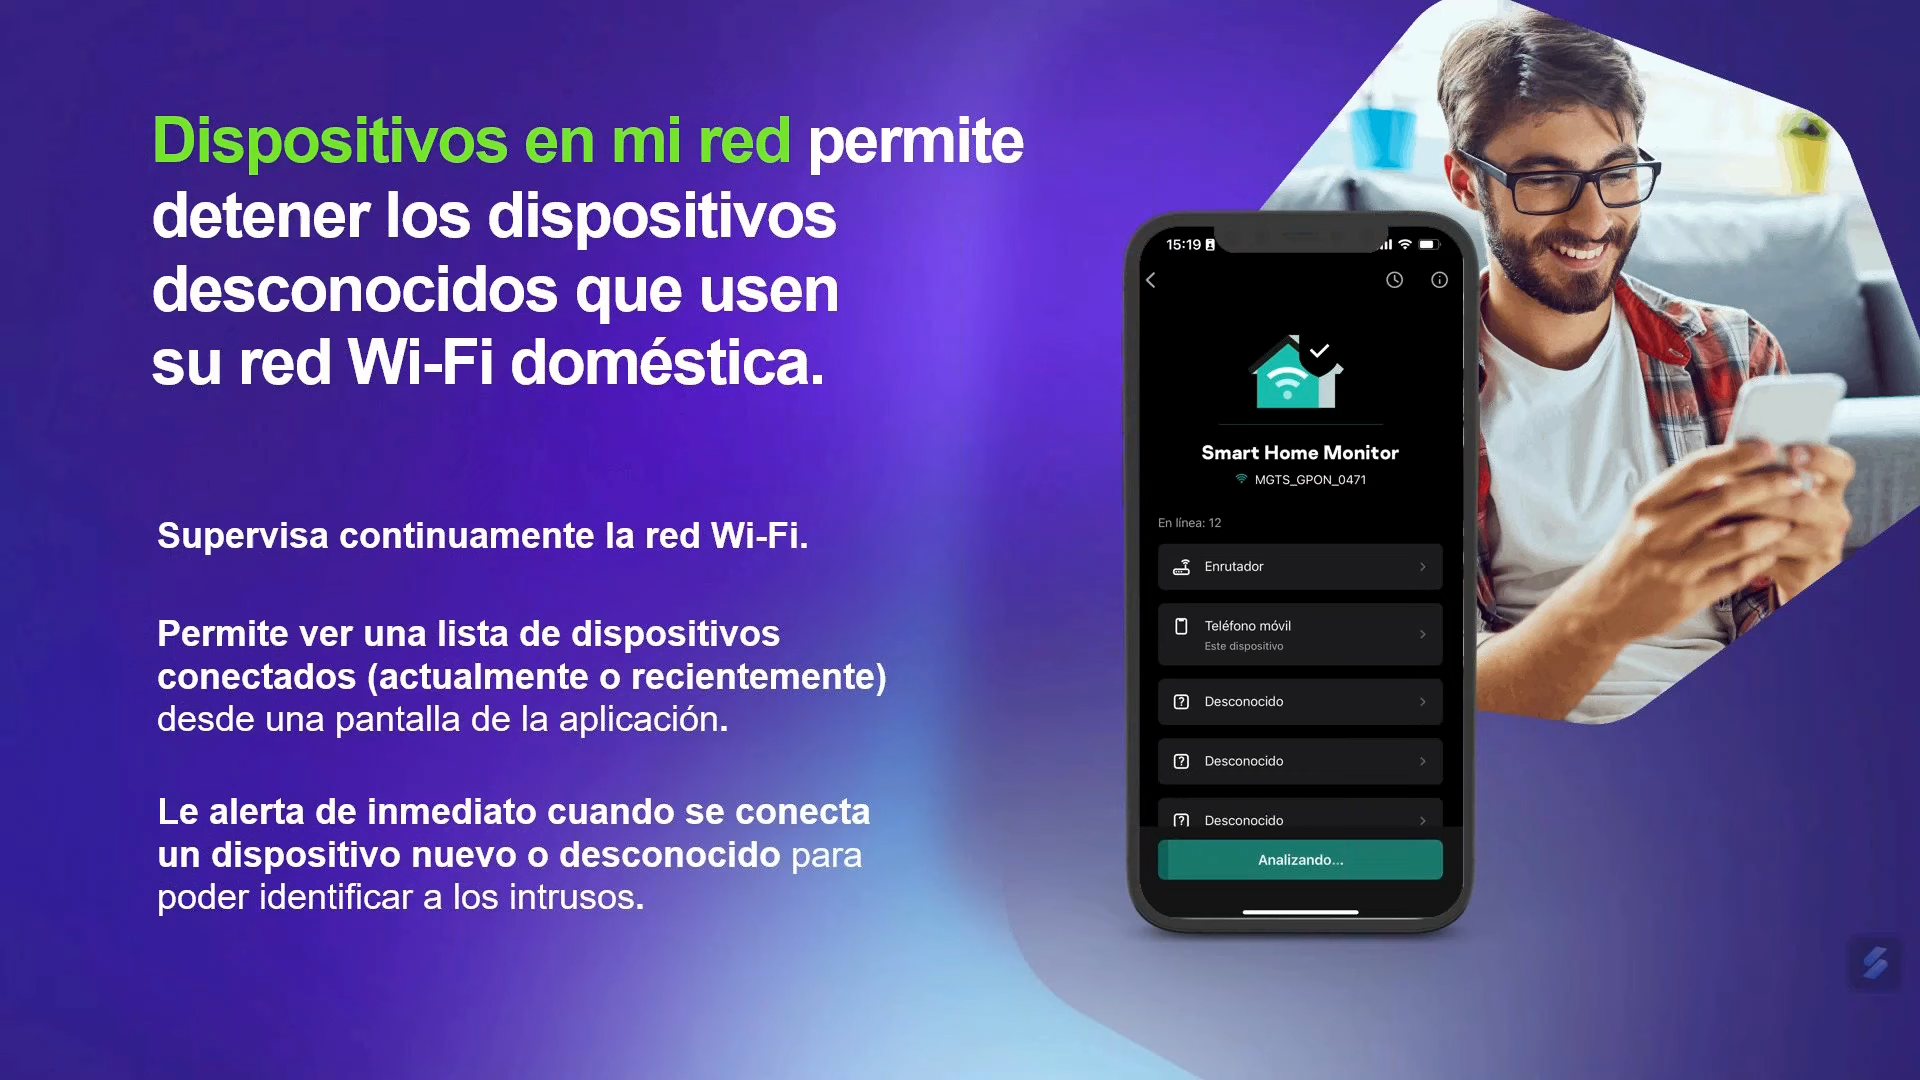 Dispositivos en mi red permite
detener los dispositivos
desconocidos que usen
su red Wi-Fi doméstica.
Supervisa continuamente la red Wi-Fi.
Permite ver una lista de dispositivos
conectados (actualmente o recientemente)
desde una pantalla de la aplicación.
Le alerta de inmediato cuando se conecta
un dispositivo nuevo o desconocido para
poder identificar a los intrusos.
15:19
Smart Home Monitor
MGTS_GPON_0471
En línea: 12
Enrutador
Teléfono móvil
Este dispositivo
Desconocido
Desconocido
Desconocido
Analizando...